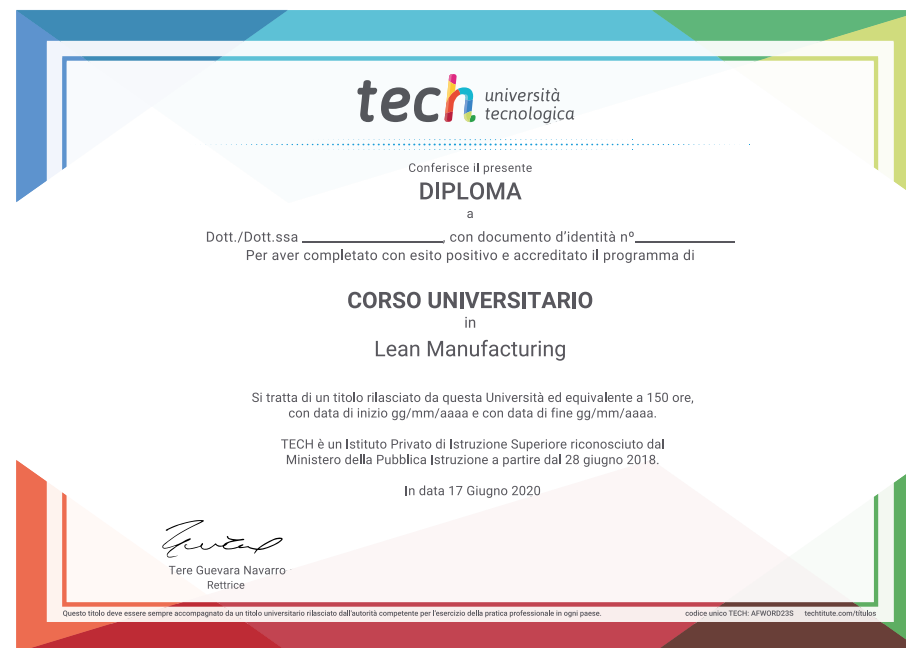 tech università
tecnologica
Conferisce il presente
DIPLOMA
a
Dott./Dott.ssa ____________________, con documento d'identità nº______________
Per aver completato con esito positivo e accreditato il programma di
CORSO UNIVERSITARIO
in
Lean Manufacturing
Si tratta di un titolo rilasciato da questa Università ed equivalente a 150 ore,
con data di inizio gg/mm/aaaa e con data di fine gg/mm/aaaa.
TECH è un Istituto Privato di Istruzione Superiore riconosciuto dal
Ministero della Pubblica Istruzione a partire dal 28 giugno 2018.
In data 17 Giugno 2020
Tere Guevara Navarro
Rettrice
Questo titolo deve essere sempre accompagnato da un titolo universitario rilasciato dall'autorità competente per l'esercizio della pratica professionale in ogni paese. codice unico TECH: AFWORD23S techtitute.com/títulos